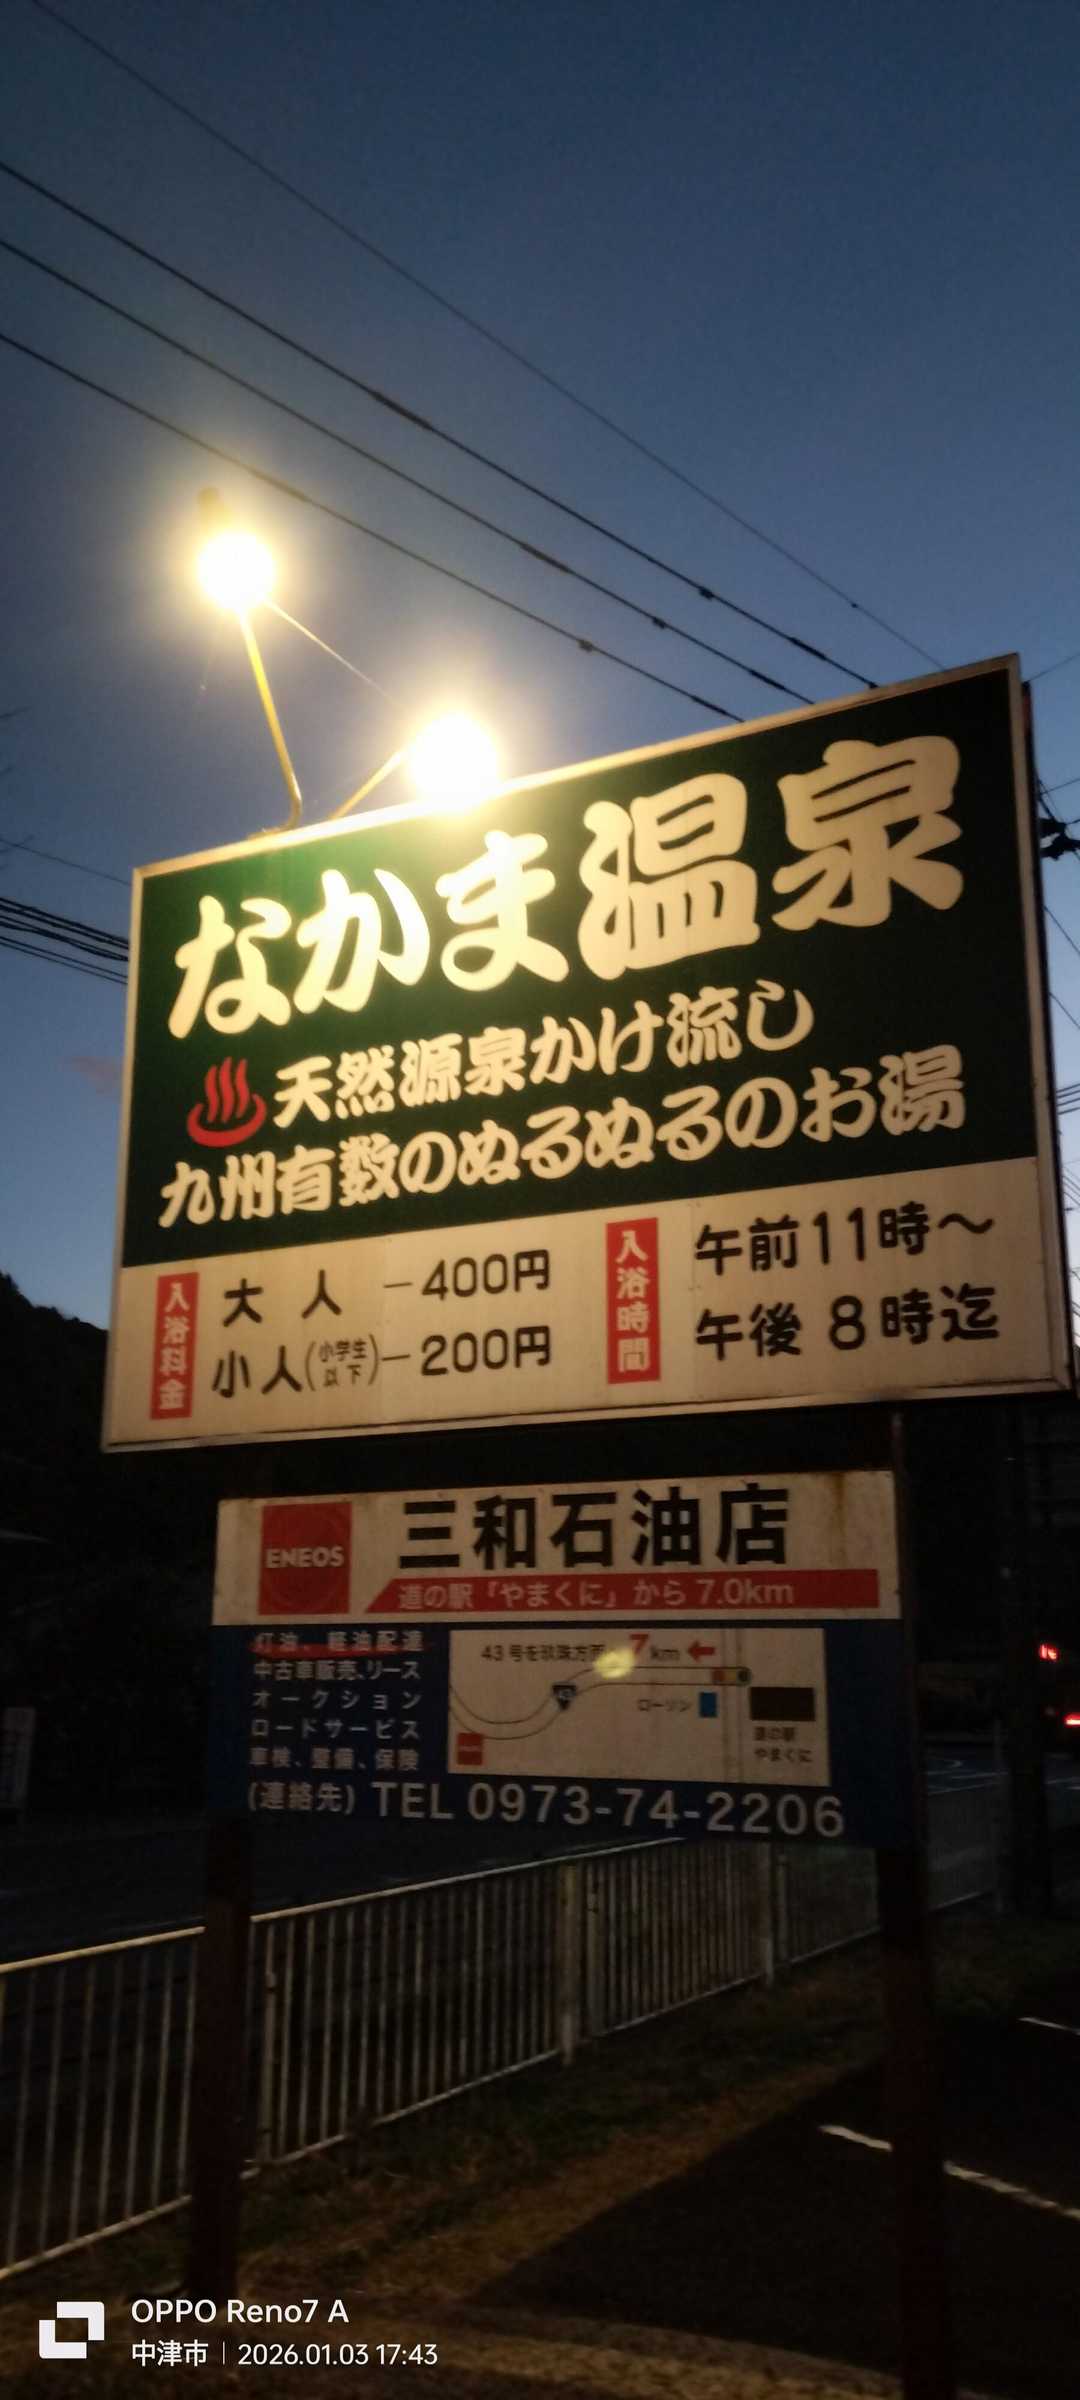 なかま温泉
♨天然源泉かけ流し
九州有数のぬるぬるのお湯
入浴料金
大人－400円
小人(小学生以下)－200円
入浴時間
午前11時～
午後8時迄
ENEOS
三和石油店
道の駅「やまくに」から7.0km
灯油、軽油配達
中古車販売、リース
オークション
ロードサービス
車検、整備、保険
43号を玖珠方面7km
43
ローソン
道の駅
やまくに
(連絡先) TEL 0973-74-2206
OPPO Reno7 A
中津市 | 2026.01.03 17:43